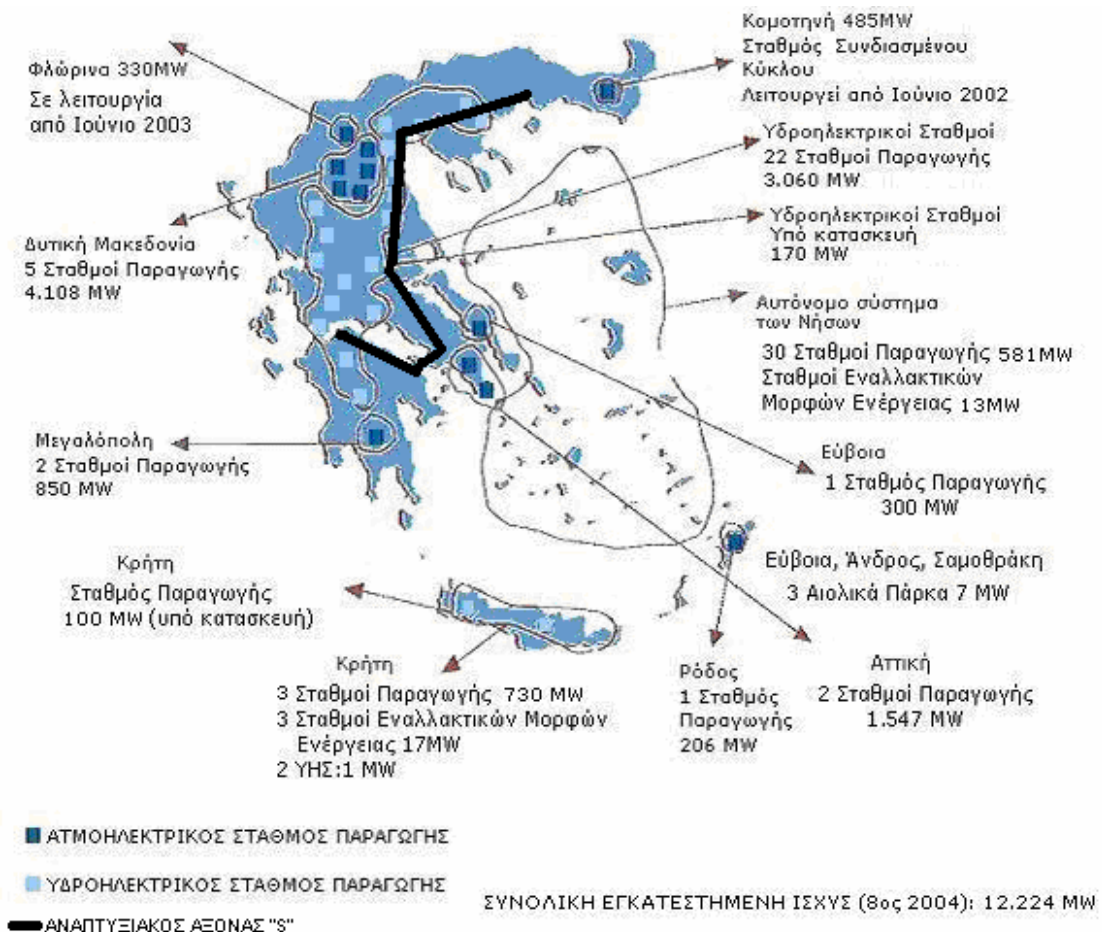 Φλώρινα 330MW
Σε λειτουργία
από Ιούνιο 2003
Κομοτηνή 485MW
Σταθμός Συνδιασμένου
Κύκλου
Λειτουργεί από Ιούνιο 2002
Υδροηλεκτρικοί Σταθμοί
22 Σταθμοί Παραγωγής
3.060 MW
Υδροηλεκτρικοί Σταθμοί
Υπό κατασκευή
170 MW
Δυτική Μακεδονία
5 Σταθμοί Παραγωγής
4.108 MW
Αυτόνομο σύστημα
των Νήσων
30 Σταθμοί Παραγωγής 581MW
Σταθμοί Εναλλακτικών
Μορφών Ενέργειας 13MW
Μεγαλόπολη
2 Σταθμοί Παραγωγής
850 MW
Εύβοια
1 Σταθμός Παραγωγής
300 MW
Εύβοια, Άνδρος, Σαμοθράκη
3 Αιολικά Πάρκα 7 MW
Κρήτη
Σταθμός Παραγωγής
100 MW (υπό κατασκευή)
Κρήτη
3 Σταθμοί Παραγωγής 730 MW
3 Σταθμοί Εναλλακτικών Μορφών
Ενέργειας 17MW
2 ΥΗΣ:1 MW
Ρόδος
1 Σταθμός
Παραγωγής
206 MW
Αττική
2 Σταθμοί Παραγωγής
1.547 MW
ΑΤΜΟΗΛΕΚΤΡΙΚΟΣ ΣΤΑΘΜΟΣ ΠΑΡΑΓΩΓΗΣ
ΥΔΡΟΗΛΕΚΤΡΙΚΟΣ ΣΤΑΘΜΟΣ ΠΑΡΑΓΩΓΗΣ
ΑΝΑΠΤΥΞΙΑΚΟΣ ΑΞΟΝΑΣ "S"
ΣΥΝΟΛΙΚΗ ΕΓΚΑΤΕΣΤΗΜΕΝΗ ΙΣΧΥΣ (8ος 2004): 12.224 MW